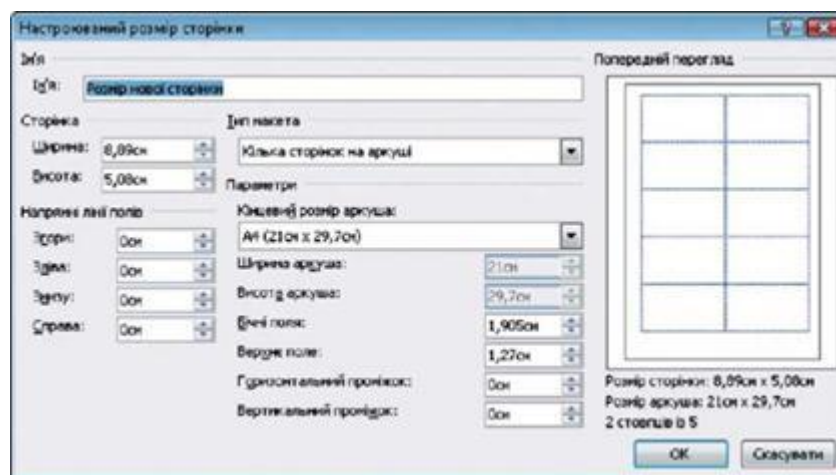 Настроюваний розмір сторінки
Ім'я
Ім'я: Розмір нової сторінки
Сторінка
Ширина: 8,89см
Висота: 5,08см
Напрямні лінії полів
Згори: 0см
Зліва: 0см
Знизу: 0см
Справа: 0см
Тип макета
Кілька сторінок на аркуші
Параметри
Кінцевий розмір аркуша:
A4 (21см x 29,7см)
Ширина аркуша: 21см
Висота аркуша: 29,7см
Бічні поля: 1,905см
Верхнє поле: 1,27см
Горизонтальний проміжок: 0см
Вертикальний проміжок: 0см
Попередній перегляд
Розмір сторінки: 8,89см x 5,08см
Розмір аркуша: 21см x 29,7см
2 стовпців із 5
ОК
Скасувати